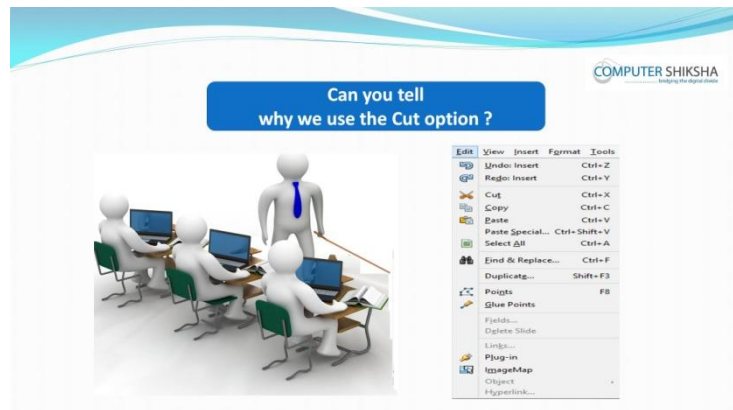 COMPUTER SHIKSHA
bridging the digital divide
Can you tell
why we use the Cut option ?
Edit View Insert Format Tools
Undo: Insert Ctrl+Z
Redo: Insert Ctrl+Y
Cut Ctrl+X
Copy Ctrl+C
Paste Ctrl+V
Paste Special... Ctrl+Shift+V
Select All Ctrl+A
Find & Replace... Ctrl+F
Duplicate... Shift+F3
Points F8
Glue Points
Fields...
Delete Slide
Links...
Plug-in
ImageMap
Object
Hyperlink...